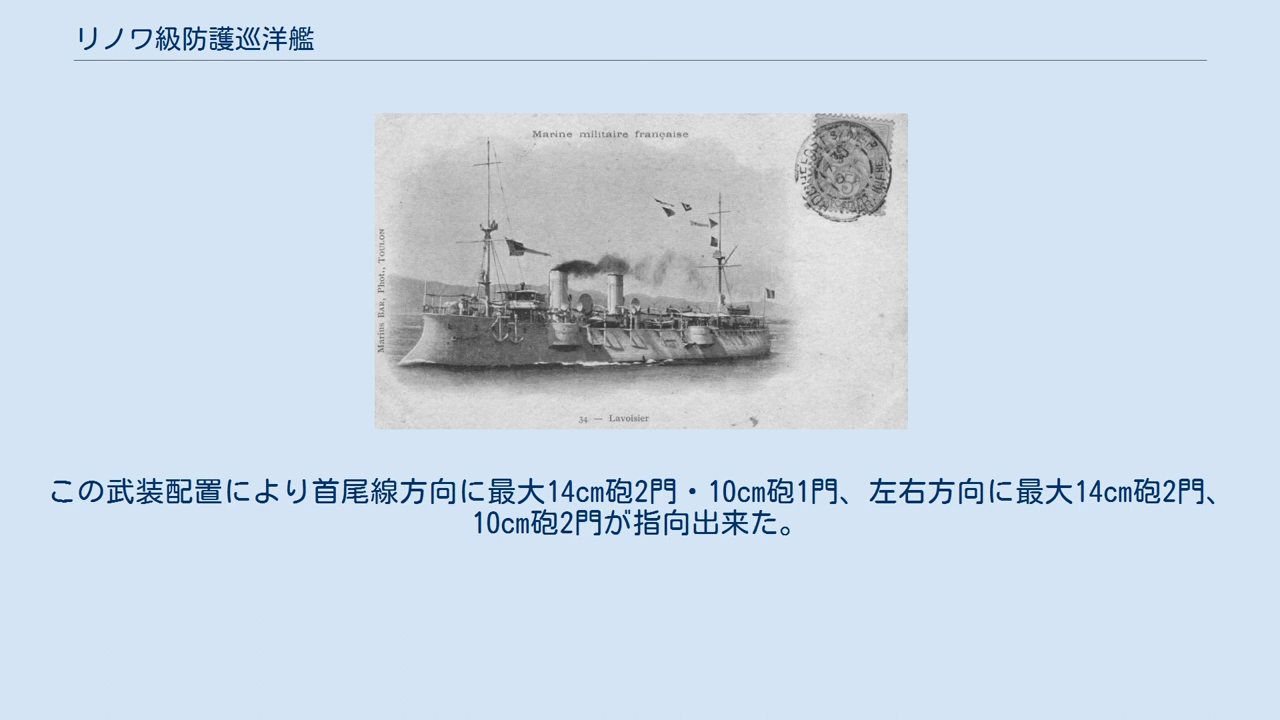 リノワ級防護巡洋艦
Marine militaire française
Marius Bar, Phot., Toulon
34 — Lavoisier
この武装配置により首尾線方向に最大14cm砲2門・10cm砲1門、左右方向に最大14cm砲2門、
10cm砲2門が指向出来た。